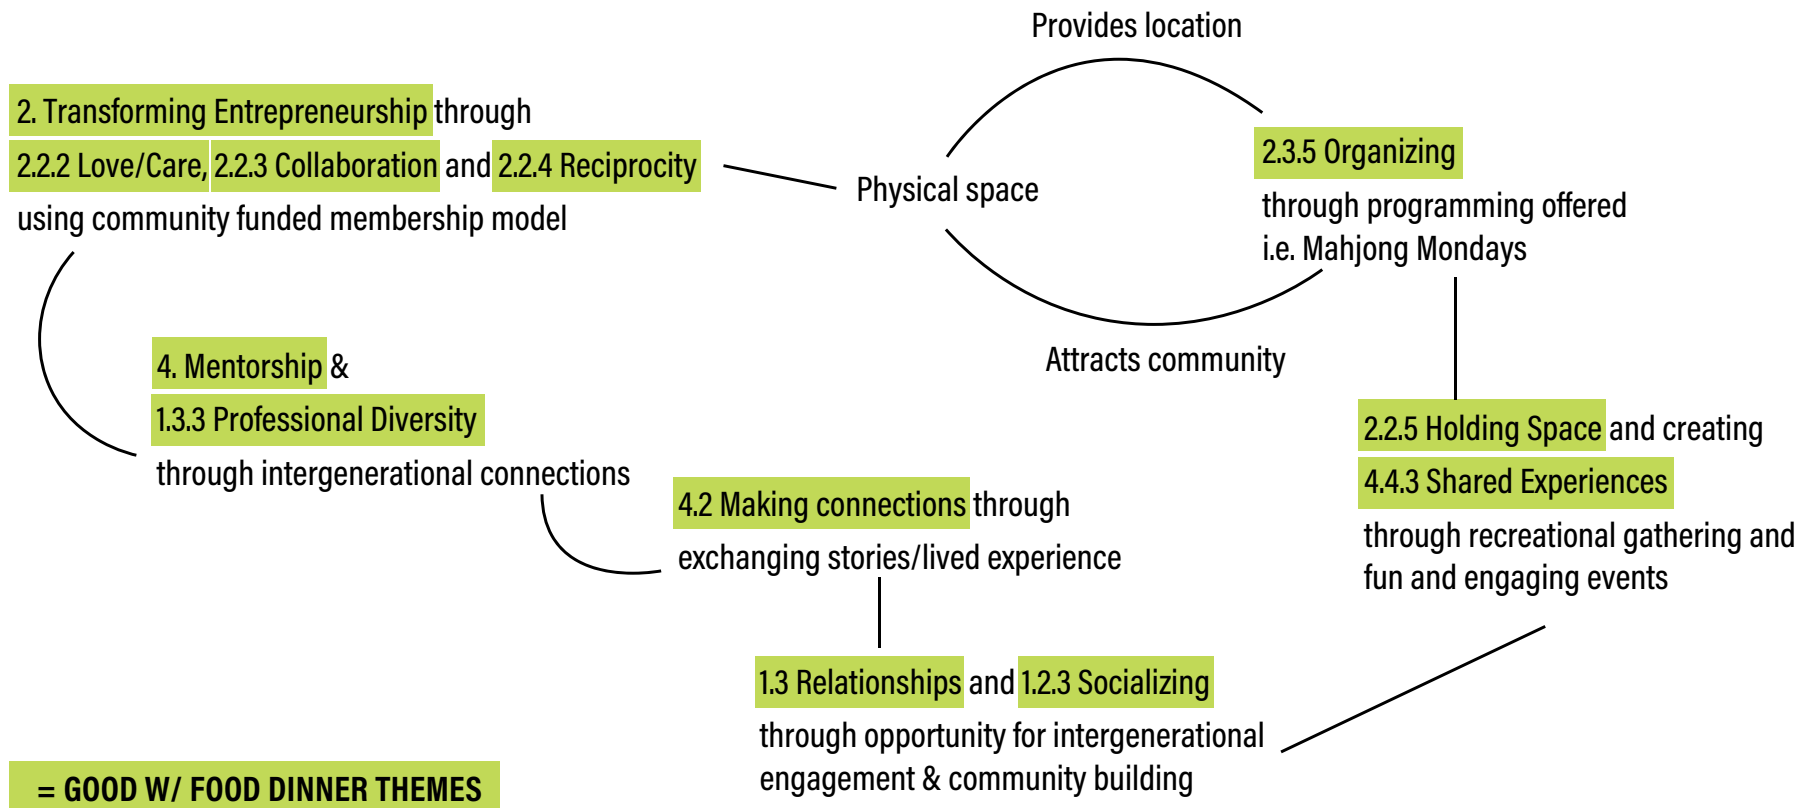 Provides location
2. Transforming Entrepreneurship through
2.2.2 Love/Care, 2.2.3 Collaboration and 2.2.4 Reciprocity
using community funded membership model
Physical space
2.3.5 Organizing
through programming offered
i.e. Mahjong Mondays
Attracts community
4. Mentorship &
1.3.3 Professional Diversity
through intergenerational connections
2.2.5 Holding Space and creating
4.4.3 Shared Experiences
through recreational gathering and
fun and engaging events
4.2 Making connections through
exchanging stories/lived experience
1.3 Relationships and 1.2.3 Socializing
through opportunity for intergenerational
engagement & community building
= GOOD W/ FOOD DINNER THEMES